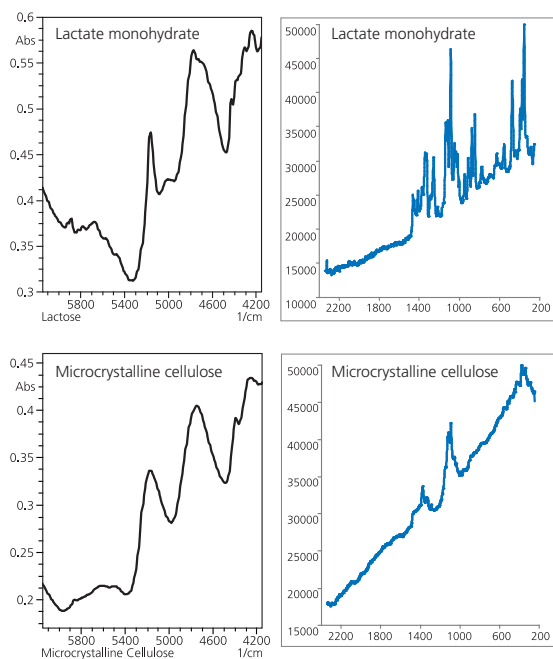 0.6
Abs
0.55
0.5
0.45
0.4
0.35
0.3
Lactate monohydrate
5800 5400 5000 4600 4200
Lactose 1/cm
50000
45000
40000
35000
30000
25000
20000
15000
10000
Lactate monohydrate
2200 1800 1400 1000 600 200
0.45
Abs
0.4
0.35
0.3
0.25
0.2
Microcrystalline cellulose
5800 5400 5000 4600 4200
Microcrystalline Cellulose 1/cm
50000
45000
40000
35000
30000
25000
20000
15000
Microcrystalline cellulose
2200 1800 1400 1000 600 200